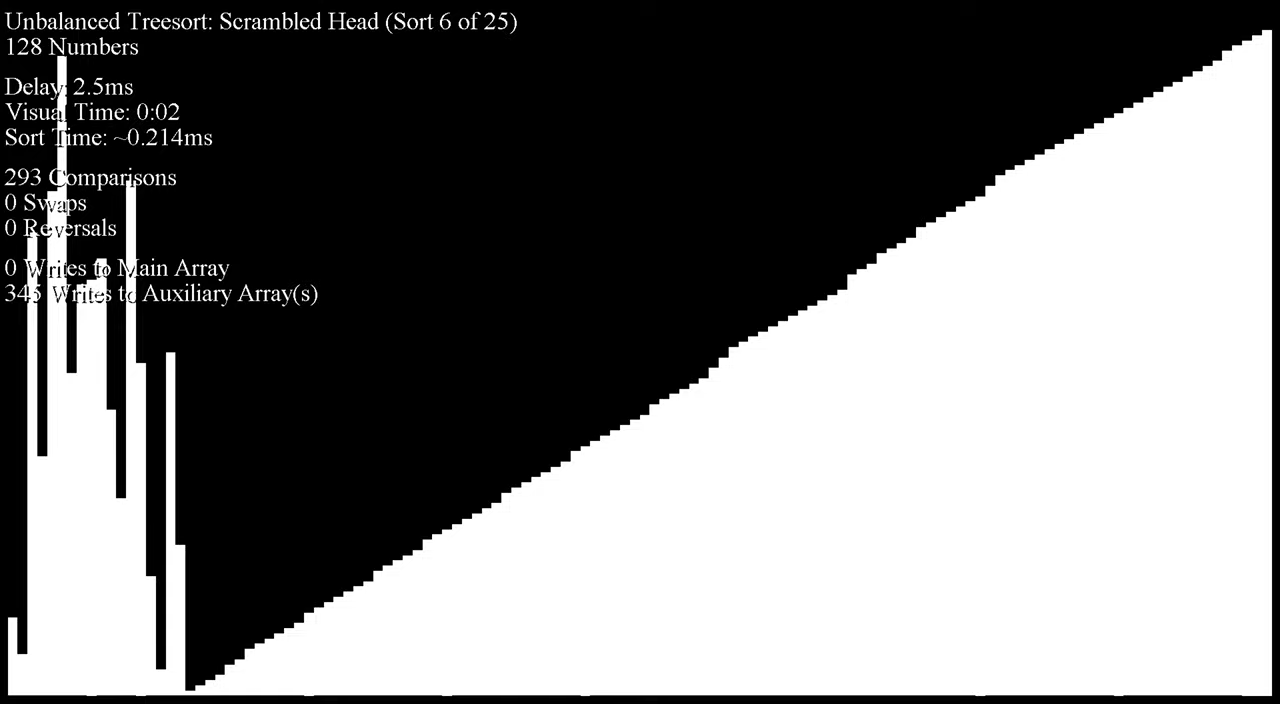 Unbalanced Treesort: Scrambled Head (Sort 6 of 25)
128 Numbers
Delay: 2.5ms
Visual Time: 0:02
Sort Time: ~0.214ms
293 Comparisons
0 Swaps
0 Reversals
0 Writes to Main Array
345 Writes to Auxiliary Array(s)